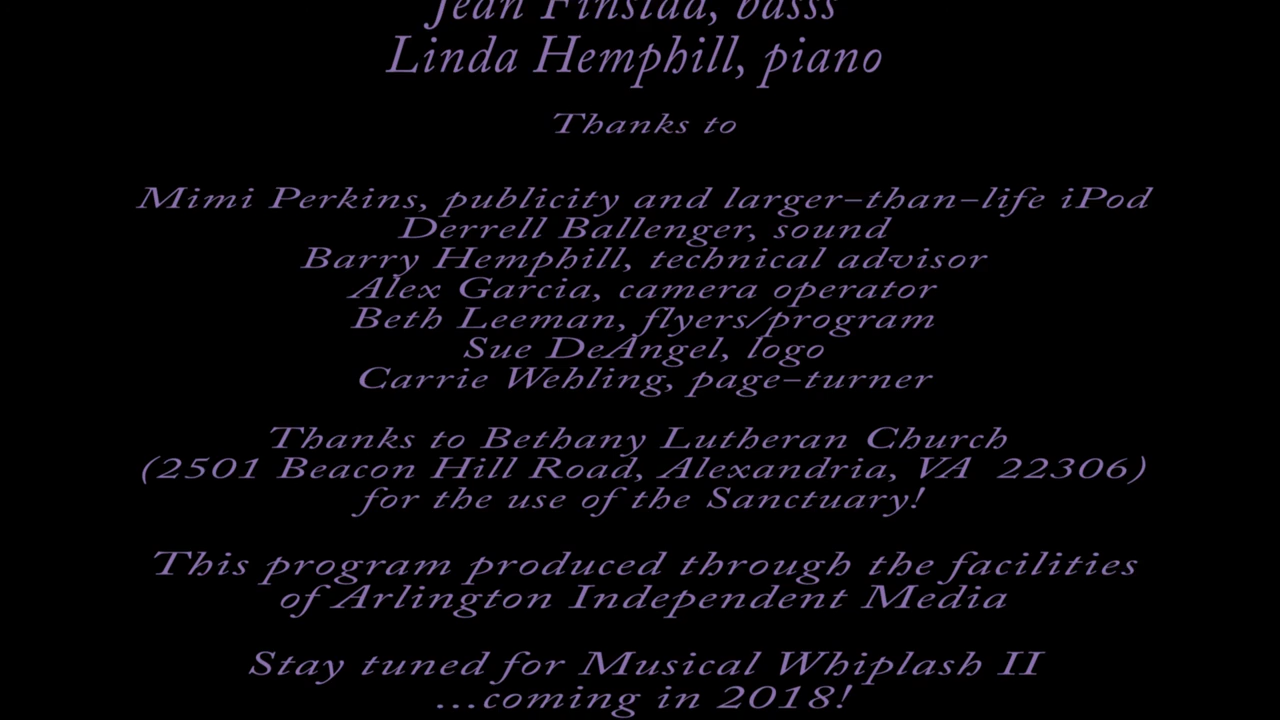 Jean Finstad, basss
Linda Hemphill, piano
Thanks to
Mimi Perkins, publicity and larger-than-life iPod
Derrell Ballenger, sound
Barry Hemphill, technical advisor
Alex Garcia, camera operator
Beth Leeman, flyers/program
Sue DeAngel, logo
Carrie Wehling, page-turner
Thanks to Bethany Lutheran Church
(2501 Beacon Hill Road, Alexandria, VA 22306)
for the use of the Sanctuary!
This program produced through the facilities
of Arlington Independent Media
Stay tuned for Musical Whiplash II
...coming in 2018!